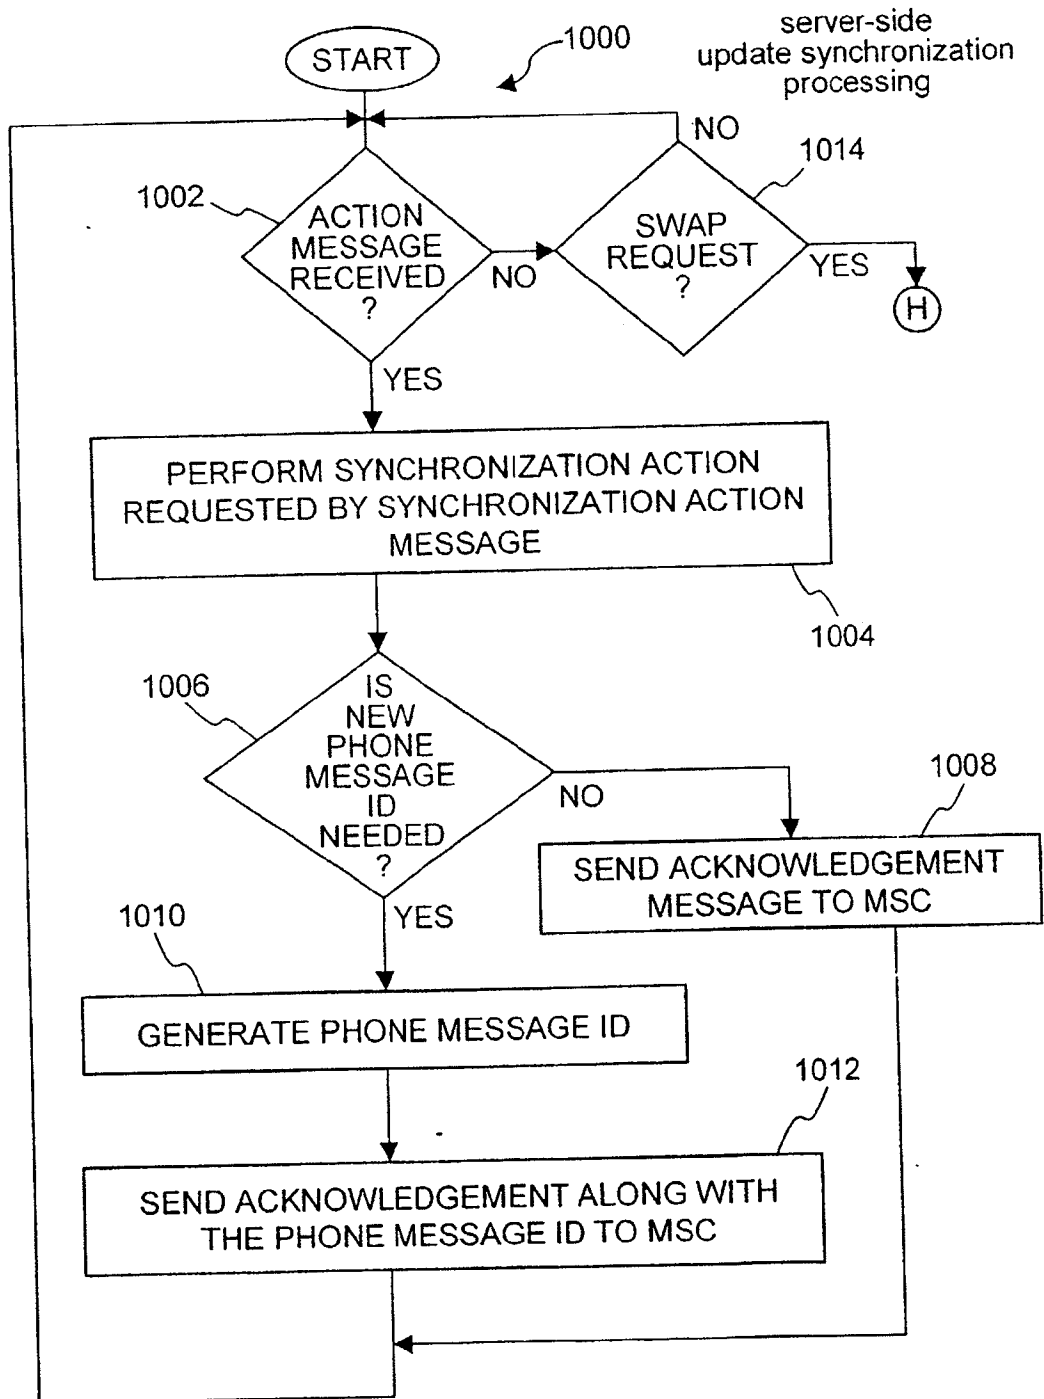 START
1000
server-side
update synchronization
processing
NO
1014
1002
ACTION
MESSAGE
RECEIVED
?
NO
SWAP
REQUEST
?
YES
H
YES
PERFORM SYNCHRONIZATION ACTION
REQUESTED BY SYNCHRONIZATION ACTION
MESSAGE
1004
1006
IS
NEW
PHONE
MESSAGE
ID
NEEDED
?
NO
1008
SEND ACKNOWLEDGEMENT
MESSAGE TO MSC
YES
1010
GENERATE PHONE MESSAGE ID
1012
SEND ACKNOWLEDGEMENT ALONG WITH
THE PHONE MESSAGE ID TO MSC